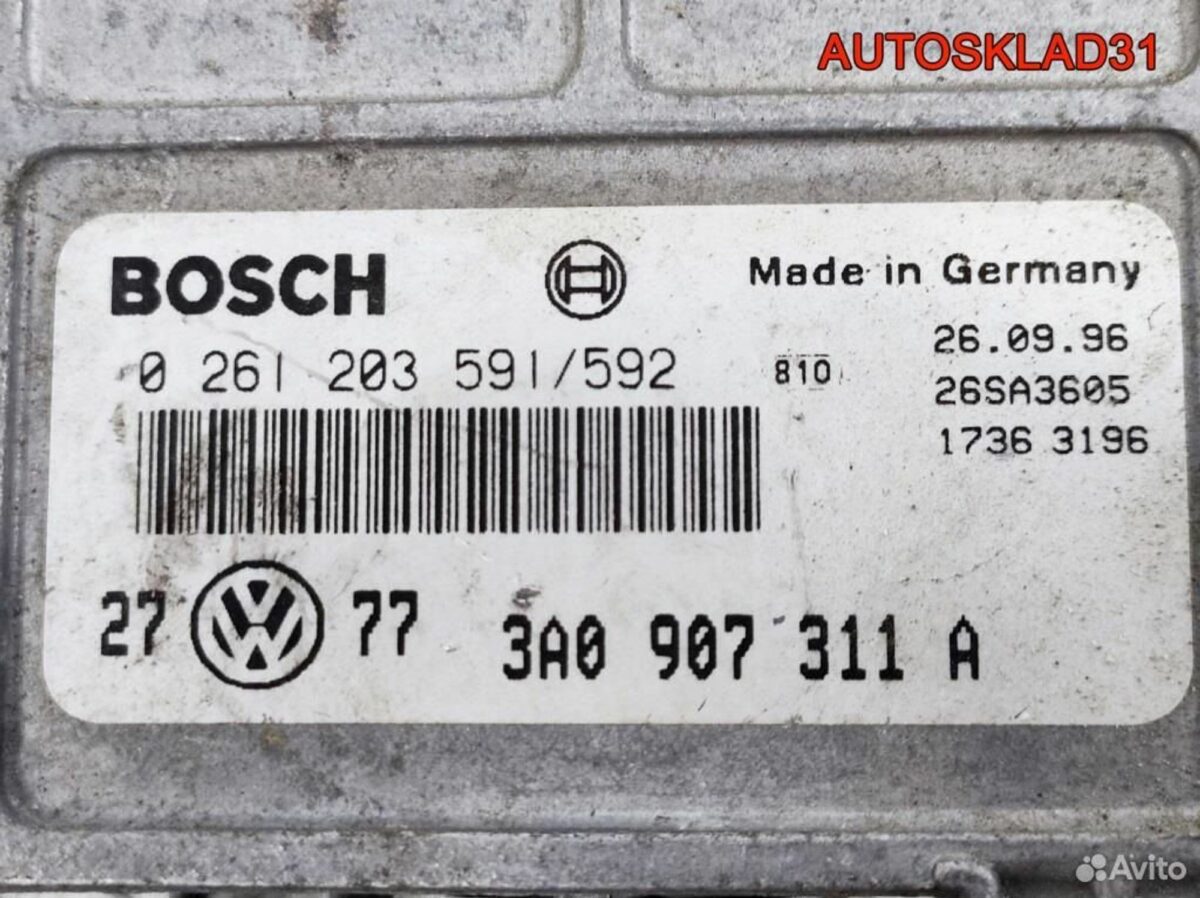 AUTOSKLAD31
BOSCH
Made in Germany
0 261 203 591/592
810
26.09.96
26SA3605
1736 3196
27 VW 77
3A0 907 311 A
Avito